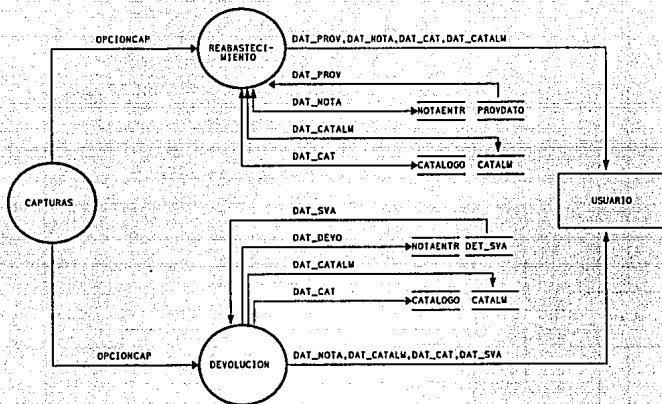 OPCIONCAP
REABASTECI-
MIENTO
DAT_PROV,DAT_NOTA,DAT_CAT,DAT_CATALM
DAT_PROV
DAT_NOTA
NOTAENTR PROVDATO
DAT_CATALM
DAT_CAT
CATALOGO CATALM
CAPTURAS
USUARIO
DAT_SVA
DAT_DEVO
NOTAENTR DET_SVA
DAT_CATALM
DAT_CAT
CATALOGO CATALM
OPCIONCAP
DEVOLUCION
DAT_NOTA,DAT_CATALM,DAT_CAT,DAT_SVA